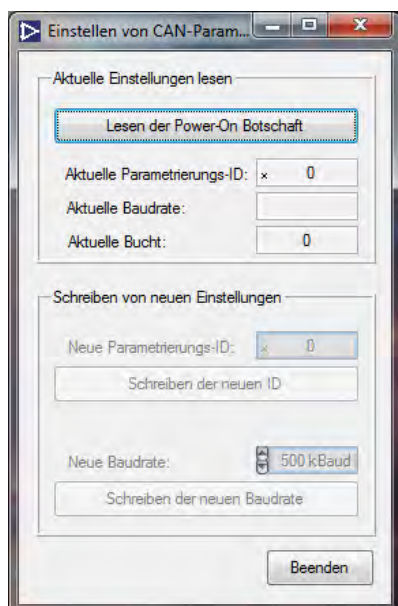 Einstellen von CAN-Param...
Aktuelle Einstellungen lesen
Lesen der Power-On Botschaft
Aktuelle Parametrierungs-ID: x 0
Aktuelle Baudrate:
Aktuelle Bucht: 0
Schreiben von neuen Einstellungen
Neue Parametrierungs-ID: x 0
Schreiben der neuen ID
Neue Baudrate: 500 kBaud
Schreiben der neuen Baudrate
Beenden